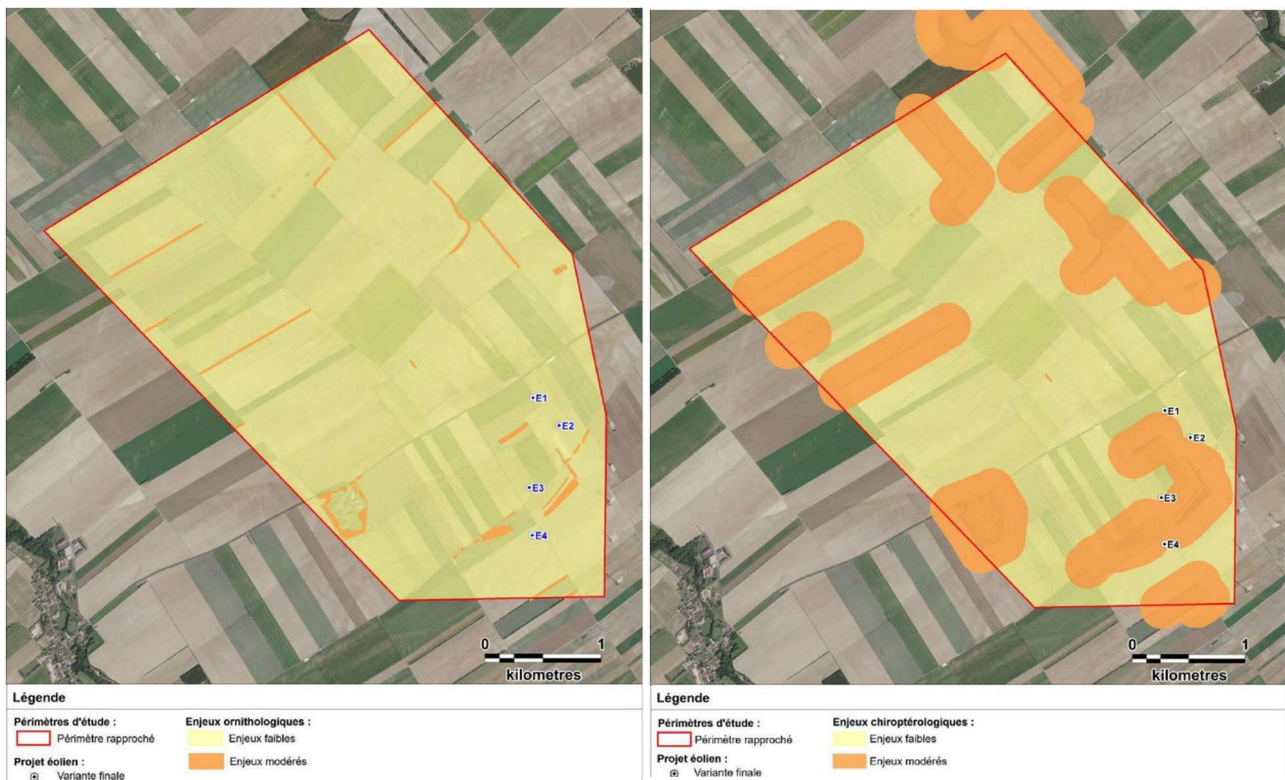 E1
E2
E3
E4
0 1
kilometres
Légende
Périmètres d'étude :
Périmètre rapproché
Projet éolien :
Variante finale
Enjeux ornithologiques :
Enjeux faibles
Enjeux modérés
E1
E2
E3
E4
0 1
kilometres
Légende
Périmètres d'étude :
Périmètre rapproché
Projet éolien :
Variante finale
Enjeux chiroptérologiques :
Enjeux faibles
Enjeux modérés